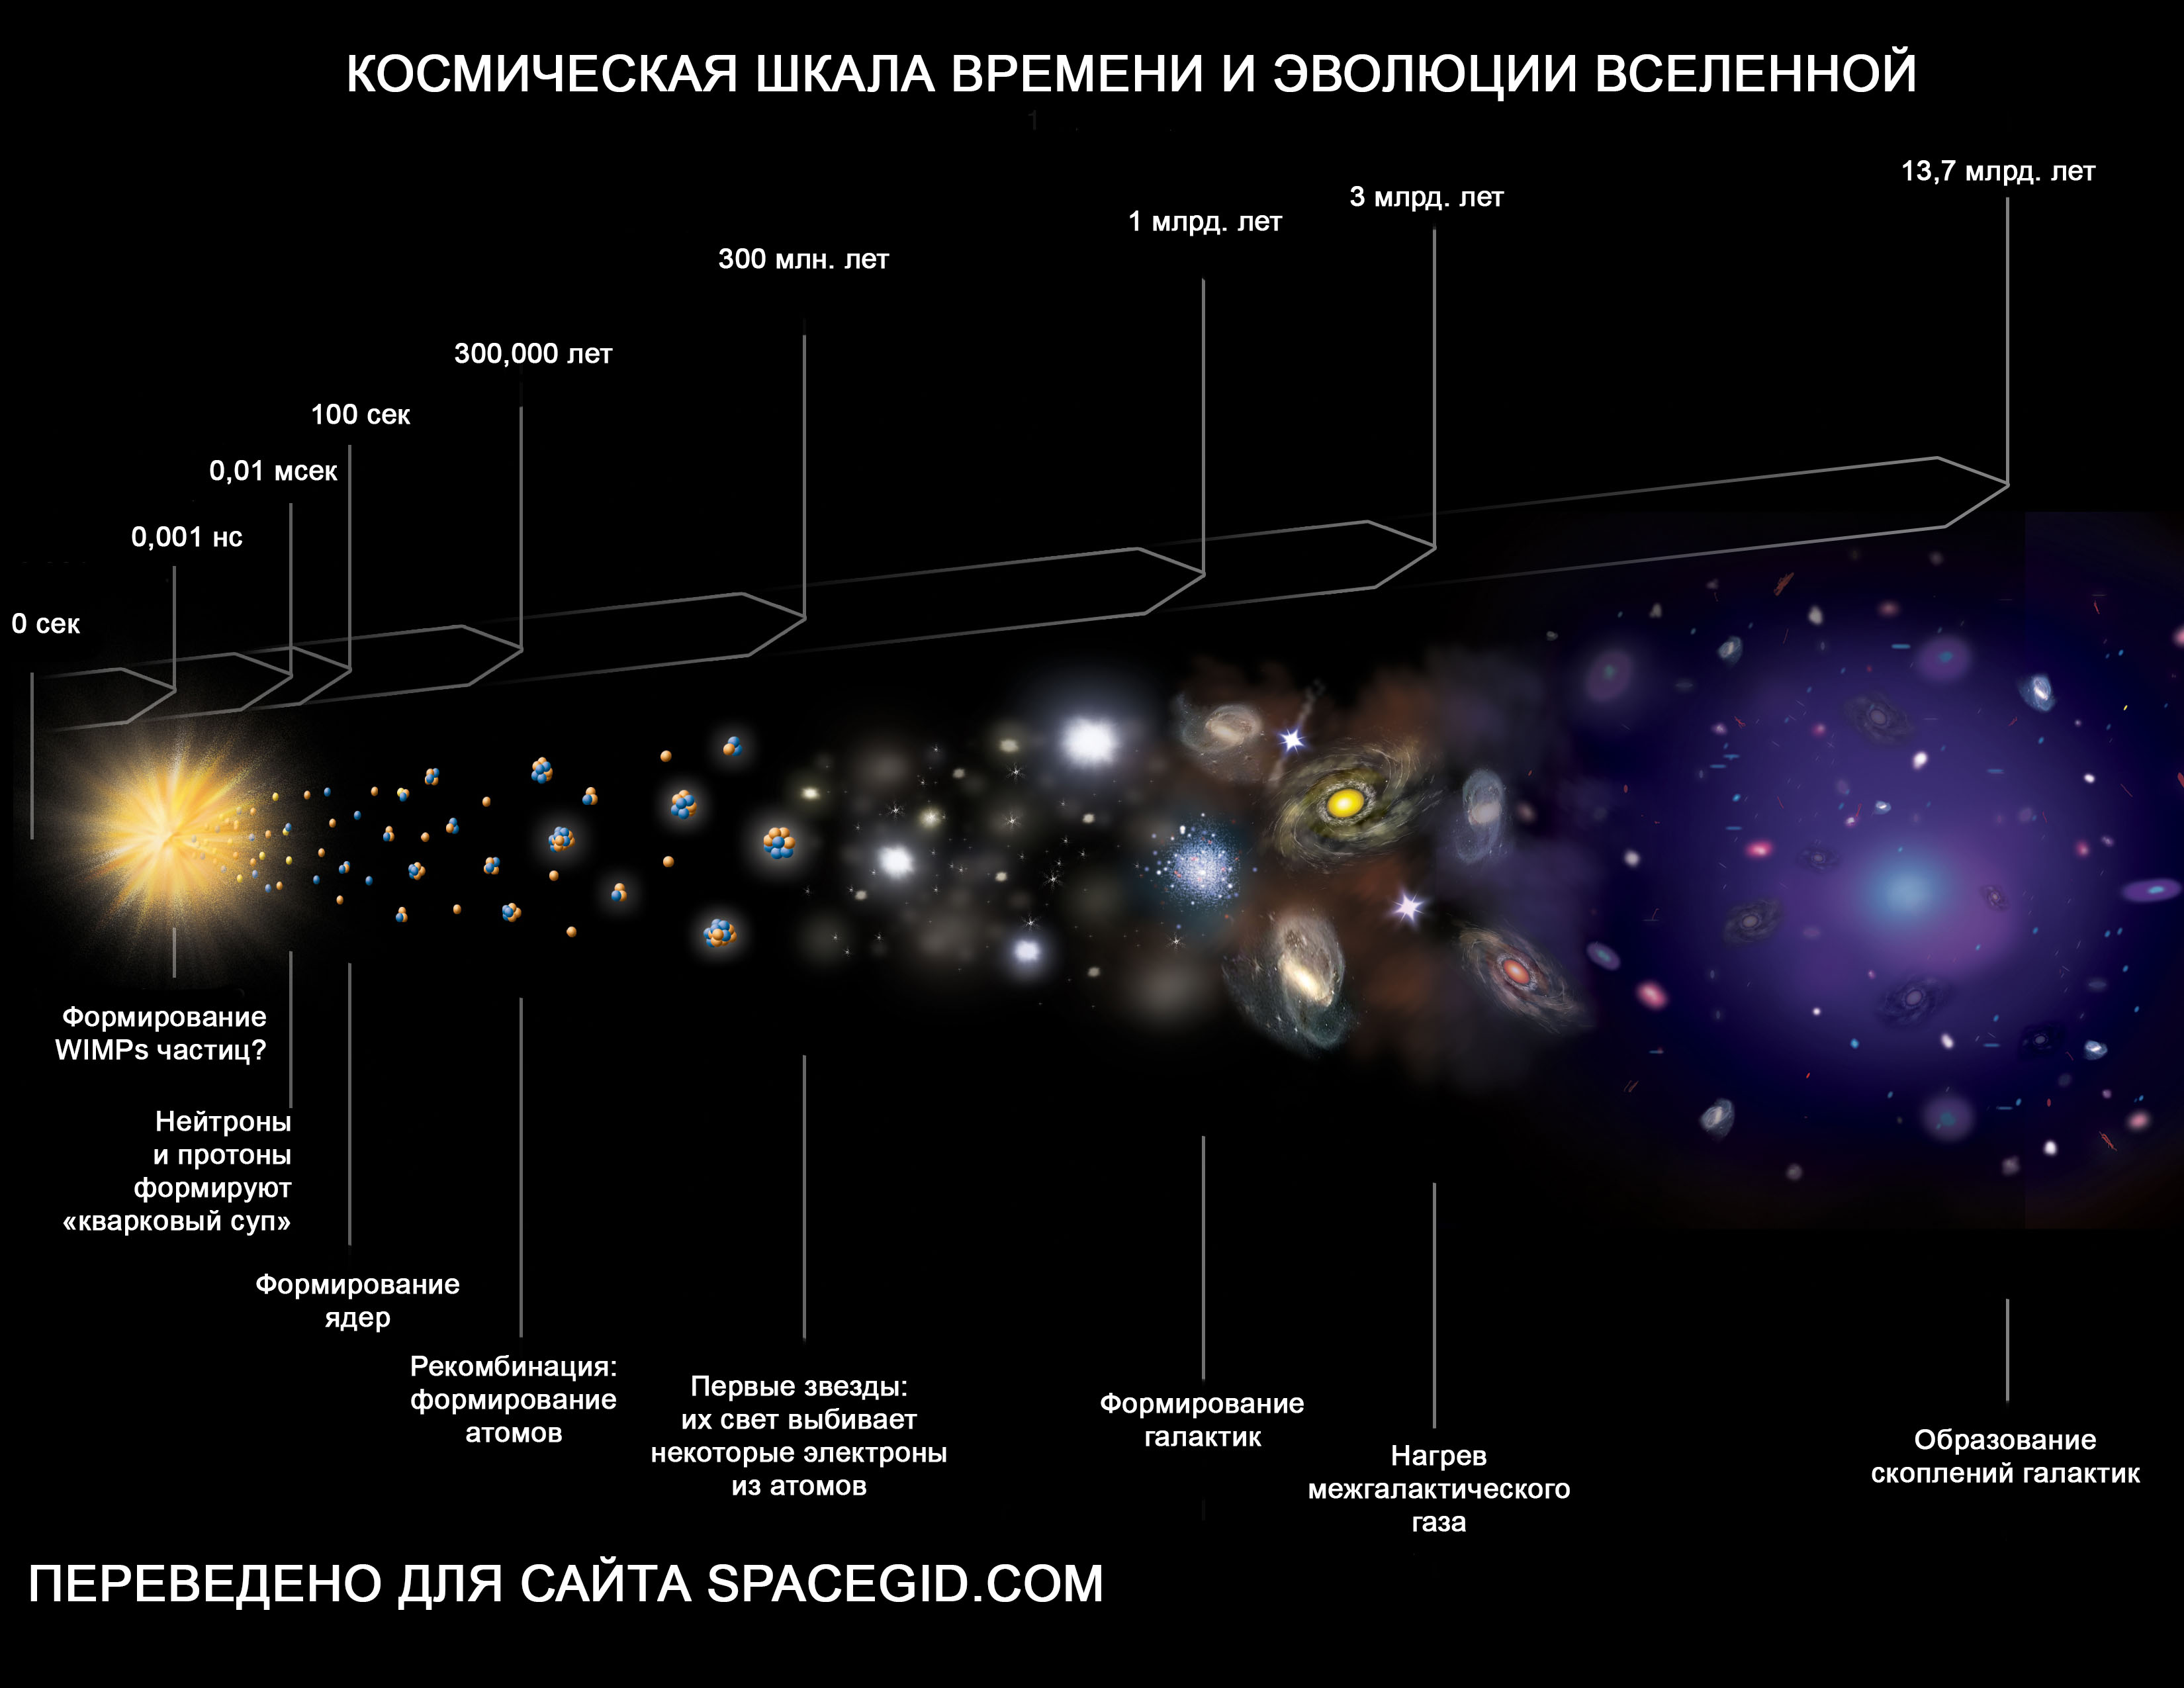 КОСМИЧЕСКАЯ ШКАЛА ВРЕМЕНИ И ЭВОЛЮЦИИ ВСЕЛЕННОЙ
0 сек
0,001 нс
0,01 мсек
100 сек
300,000 лет
300 млн. лет
1 млрд. лет
3 млрд. лет
13,7 млрд. лет
Формирование
WIMPs частиц?
Нейтроны
и протоны
формируют
«кварковый суп»
Формирование
ядер
Рекомбинация:
формирование
атомов
Первые звезды:
их свет выбивает
некоторые электроны
из атомов
Формирование
галактик
Нагрев
межгалактического
газа
Образование
скоплений галактик
ПЕРЕВЕДЕНО ДЛЯ САЙТА SPACEGID.COM